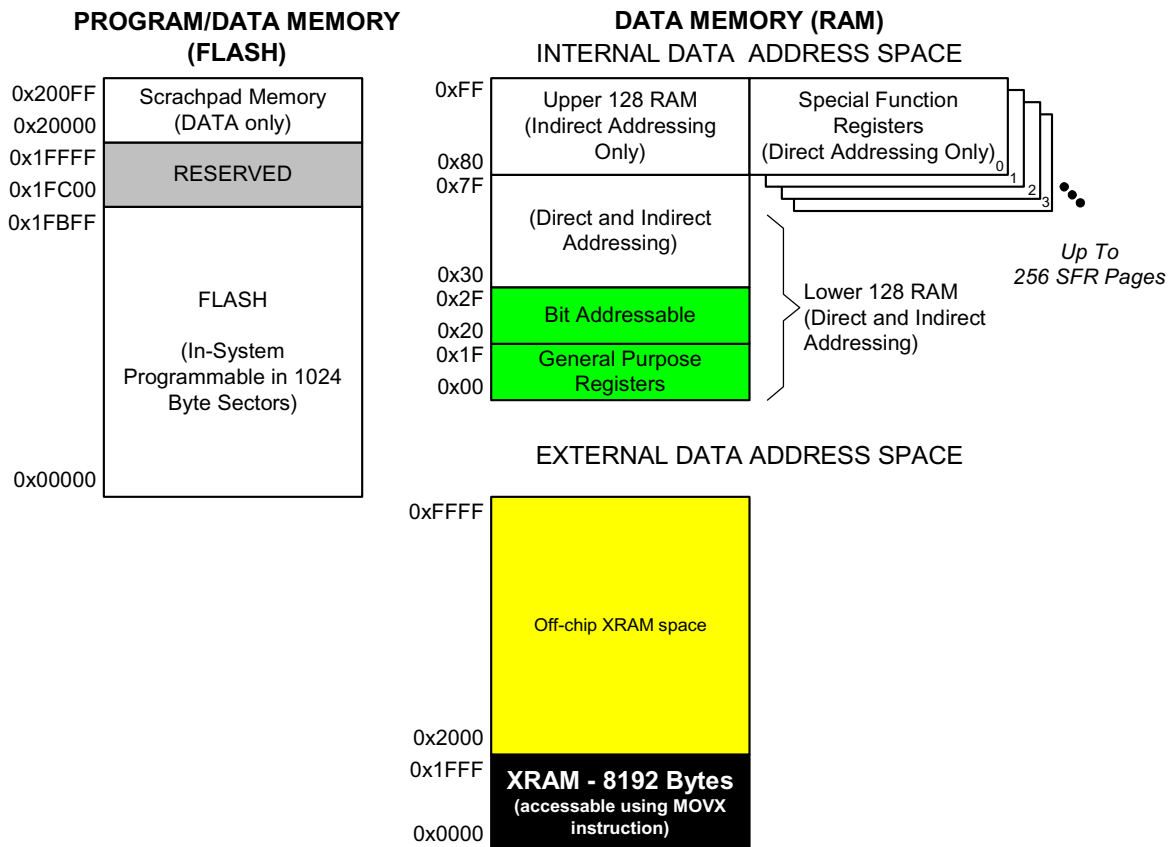 PROGRAM/DATA MEMORY
(FLASH)
0x200FF
Scrachpad Memory
(DATA only)
0x20000
0x1FFFF
RESERVED
0x1FC00
0x1FBFF
FLASH
(In-System
Programmable in 1024
Byte Sectors)
0x00000
DATA MEMORY (RAM)
INTERNAL DATA ADDRESS SPACE
0xFF
Upper 128 RAM
(Indirect Addressing
Only)
0x80
Special Function
Registers
(Direct Addressing Only)
0
1
2
3
Up To
256 SFR Pages
0x7F
(Direct and Indirect
Addressing)
0x30
0x2F
Bit Addressable
0x20
0x1F
General Purpose
Registers
0x00
Lower 128 RAM
(Direct and Indirect
Addressing)
EXTERNAL DATA ADDRESS SPACE
0xFFFF
Off-chip XRAM space
0x2000
0x1FFF
XRAM - 8192 Bytes
(accessable using MOVX
instruction)
0x0000